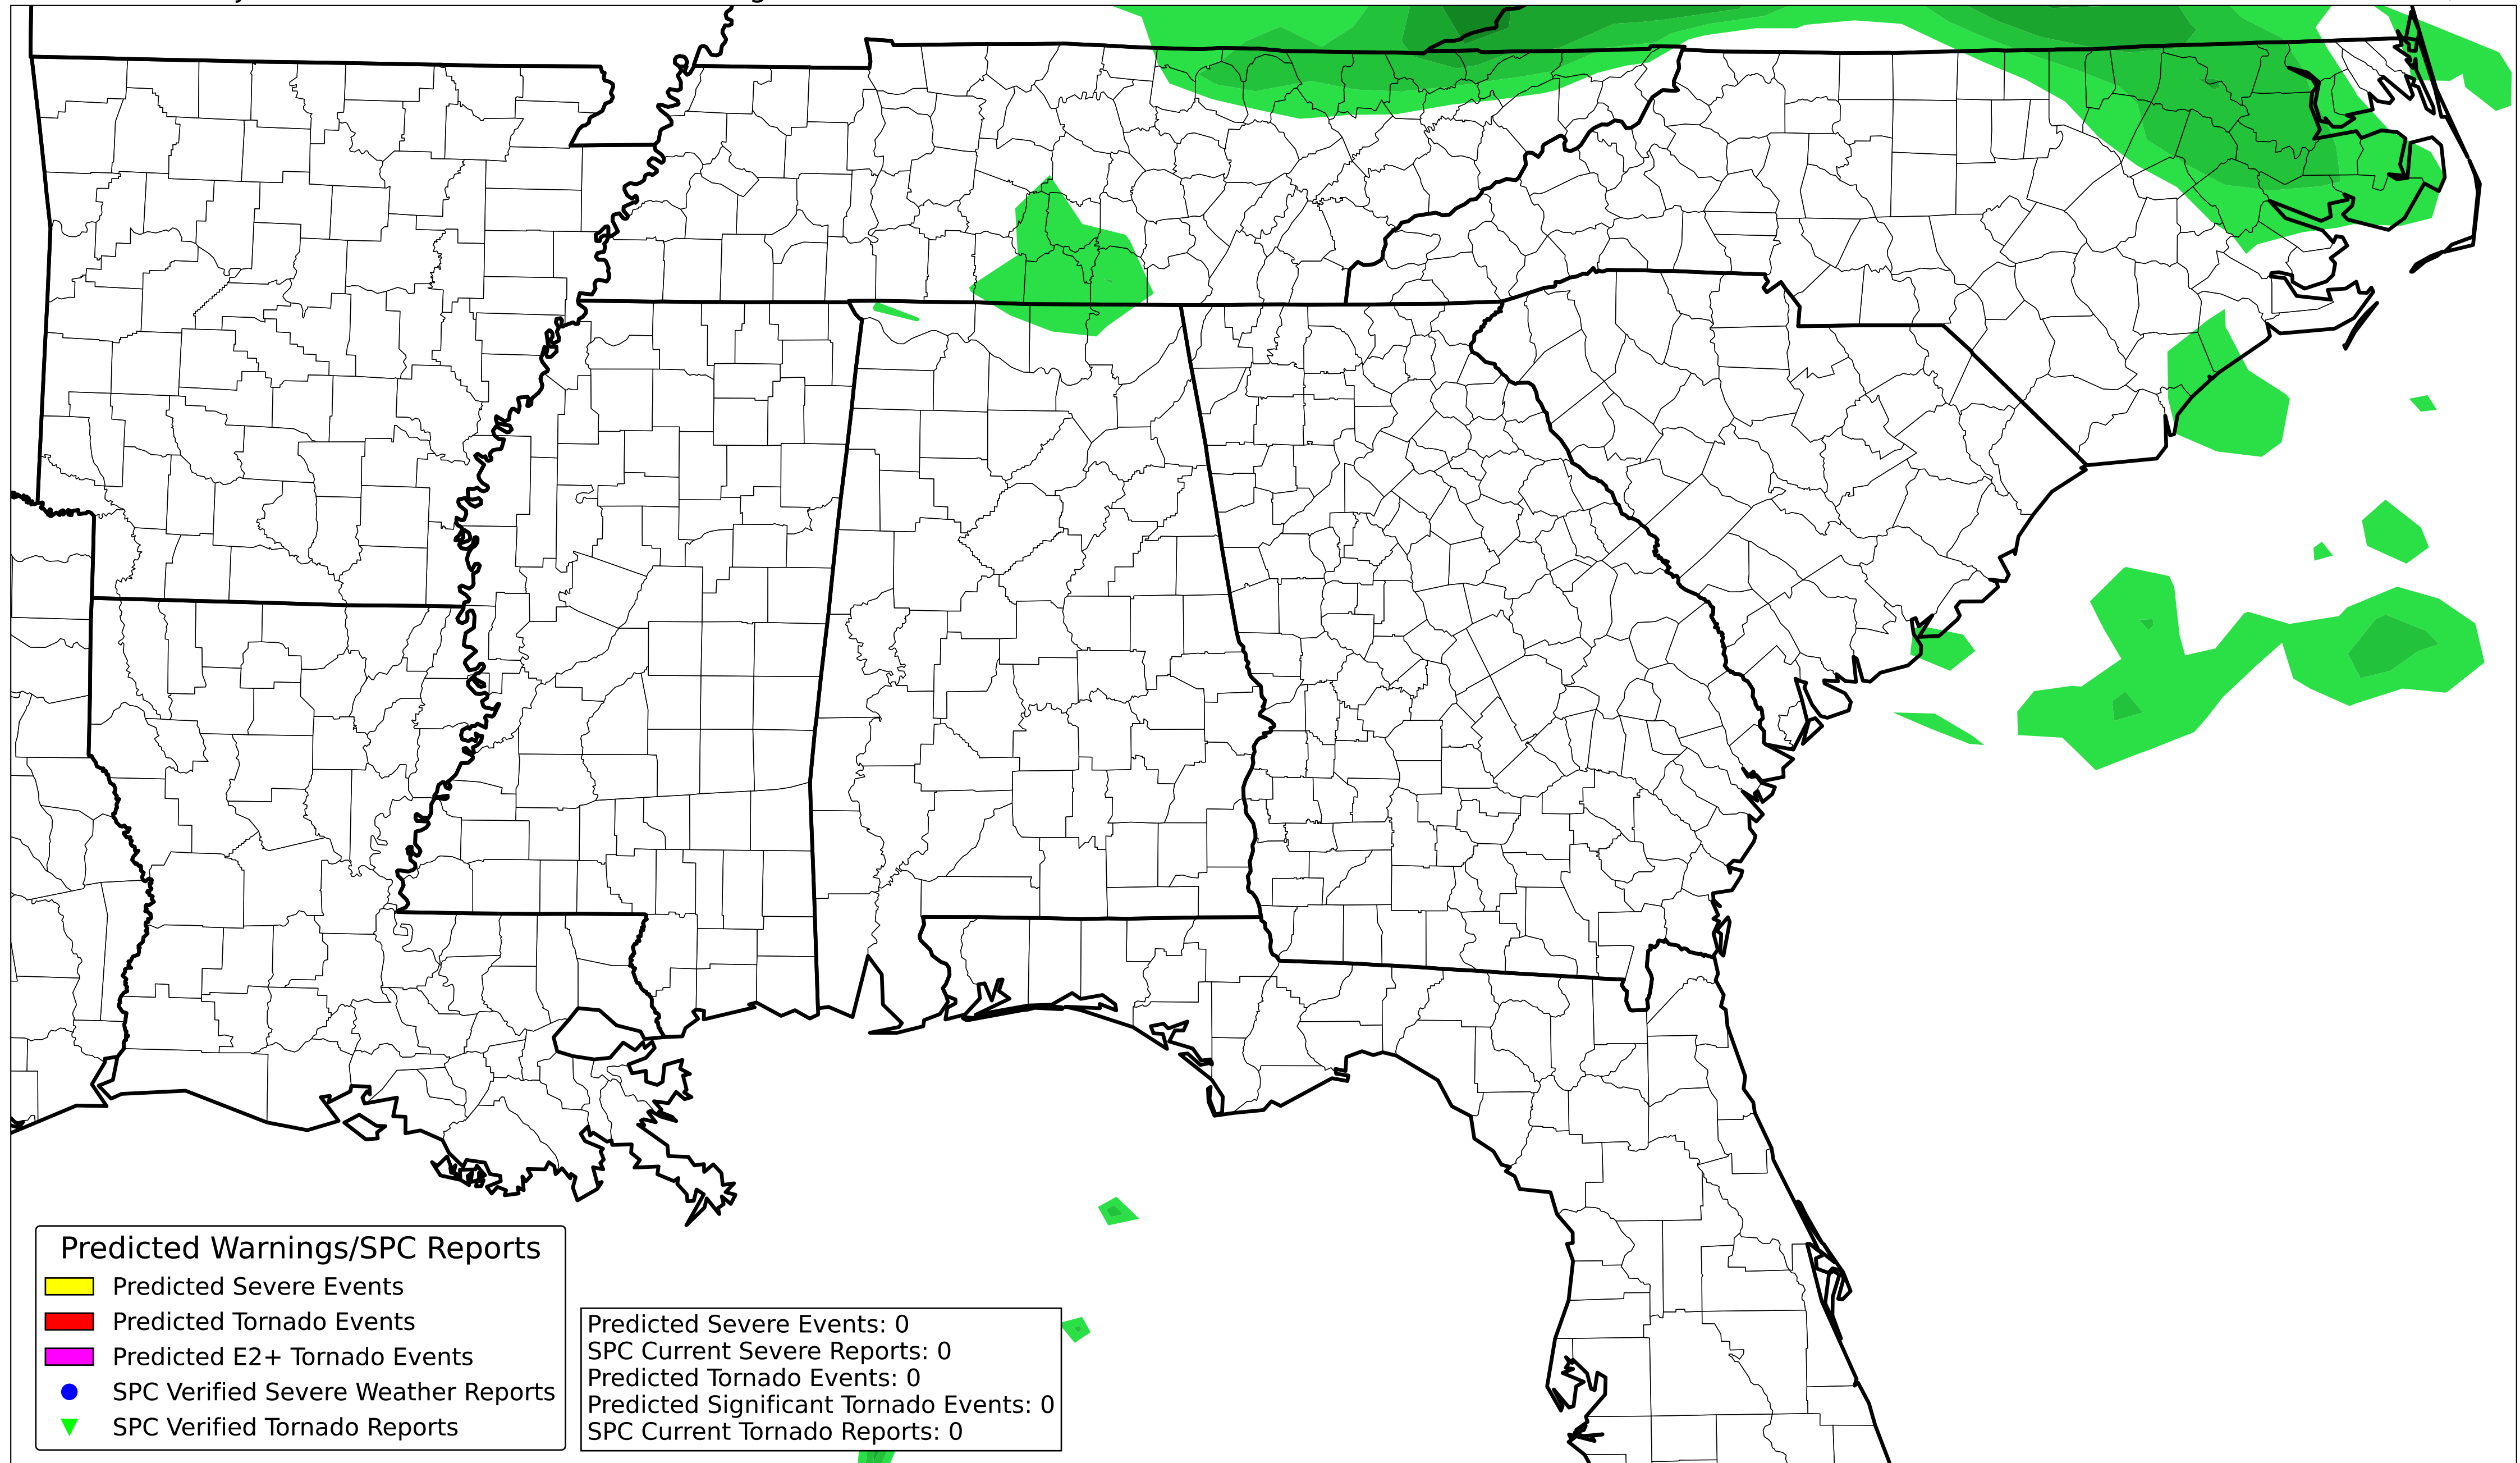 Predicted Warnings/SPC Reports
Predicted Severe Events
Predicted Tornado Events
Predicted E2+ Tornado Events
SPC Verified Severe Weather Reports
SPC Verified Tornado Reports
Predicted Severe Events: 0
SPC Current Severe Reports: 0
Predicted Tornado Events: 0
Predicted Significant Tornado Events: 0
SPC Current Tornado Reports: 0